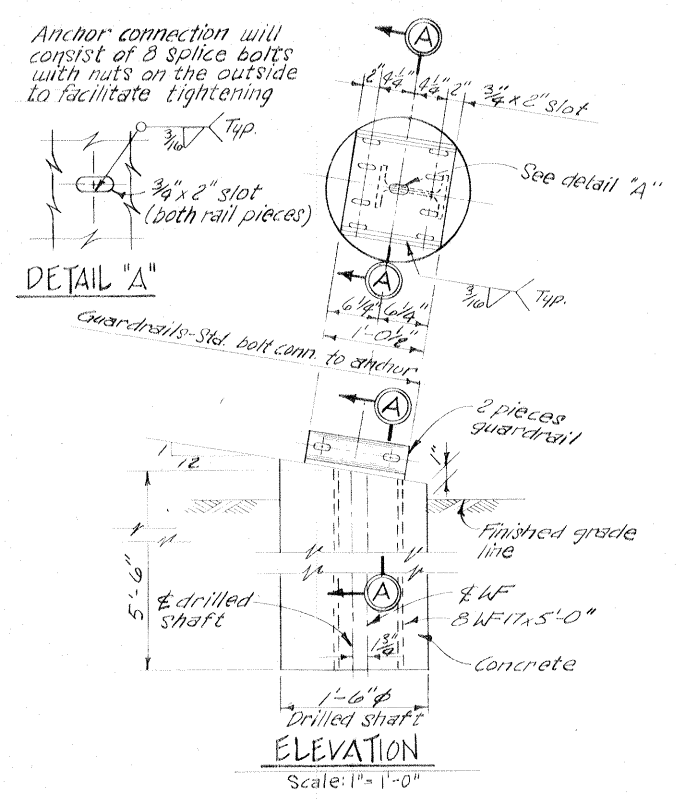 Anchor connection will
consist of 8 splice bolts
with nuts on the outside
to facilitate tightening
3/16 Typ.
3/4" x 2" slot
(both rail pieces)
DETAIL "A"
A
2" 4 1/4" 4 1/4" 2" 3/4" x 2" slot
See detail "A"
A
3/16 Typ.
6 1/4" 6 1/4"
1'-0 1/2"
Guardrails-Std. bolt conn. to anchor
A
2 pieces
guardrail
1
12
1"
Finished grade
line
5'-6"
A
℄ drilled
shaft
℄ WF
8 WF 17 x 5'-0"
1 3/4"
Concrete
1'-6" ϕ
Drilled shaft
ELEVATION
Scale: 1" = 1'-0"